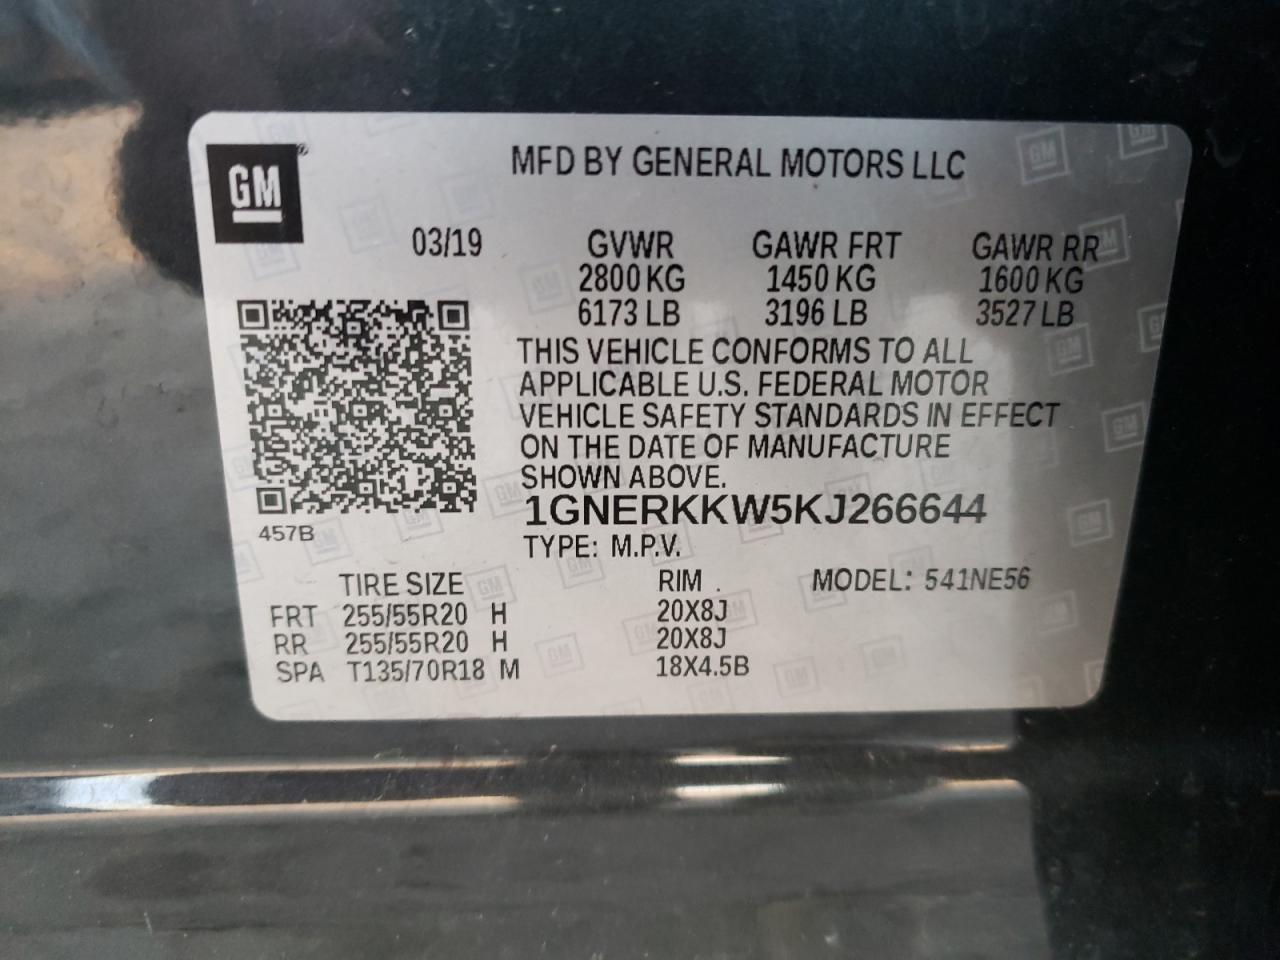 GM®
MFD BY GENERAL MOTORS LLC
03/19 GVWR GAWR FRT GAWR RR
2800 KG 1450 KG 1600 KG
6173 LB 3196 LB 3527 LB
THIS VEHICLE CONFORMS TO ALL
APPLICABLE U.S. FEDERAL MOTOR
VEHICLE SAFETY STANDARDS IN EFFECT
ON THE DATE OF MANUFACTURE
SHOWN ABOVE.
1GNERKKW5KJ266644
457B
TYPE: M.P.V.
TIRE SIZE RIM MODEL: 541NE56
FRT 255/55R20 H 20X8J
RR 255/55R20 H 20X8J
SPA T135/70R18 M 18X4.5B